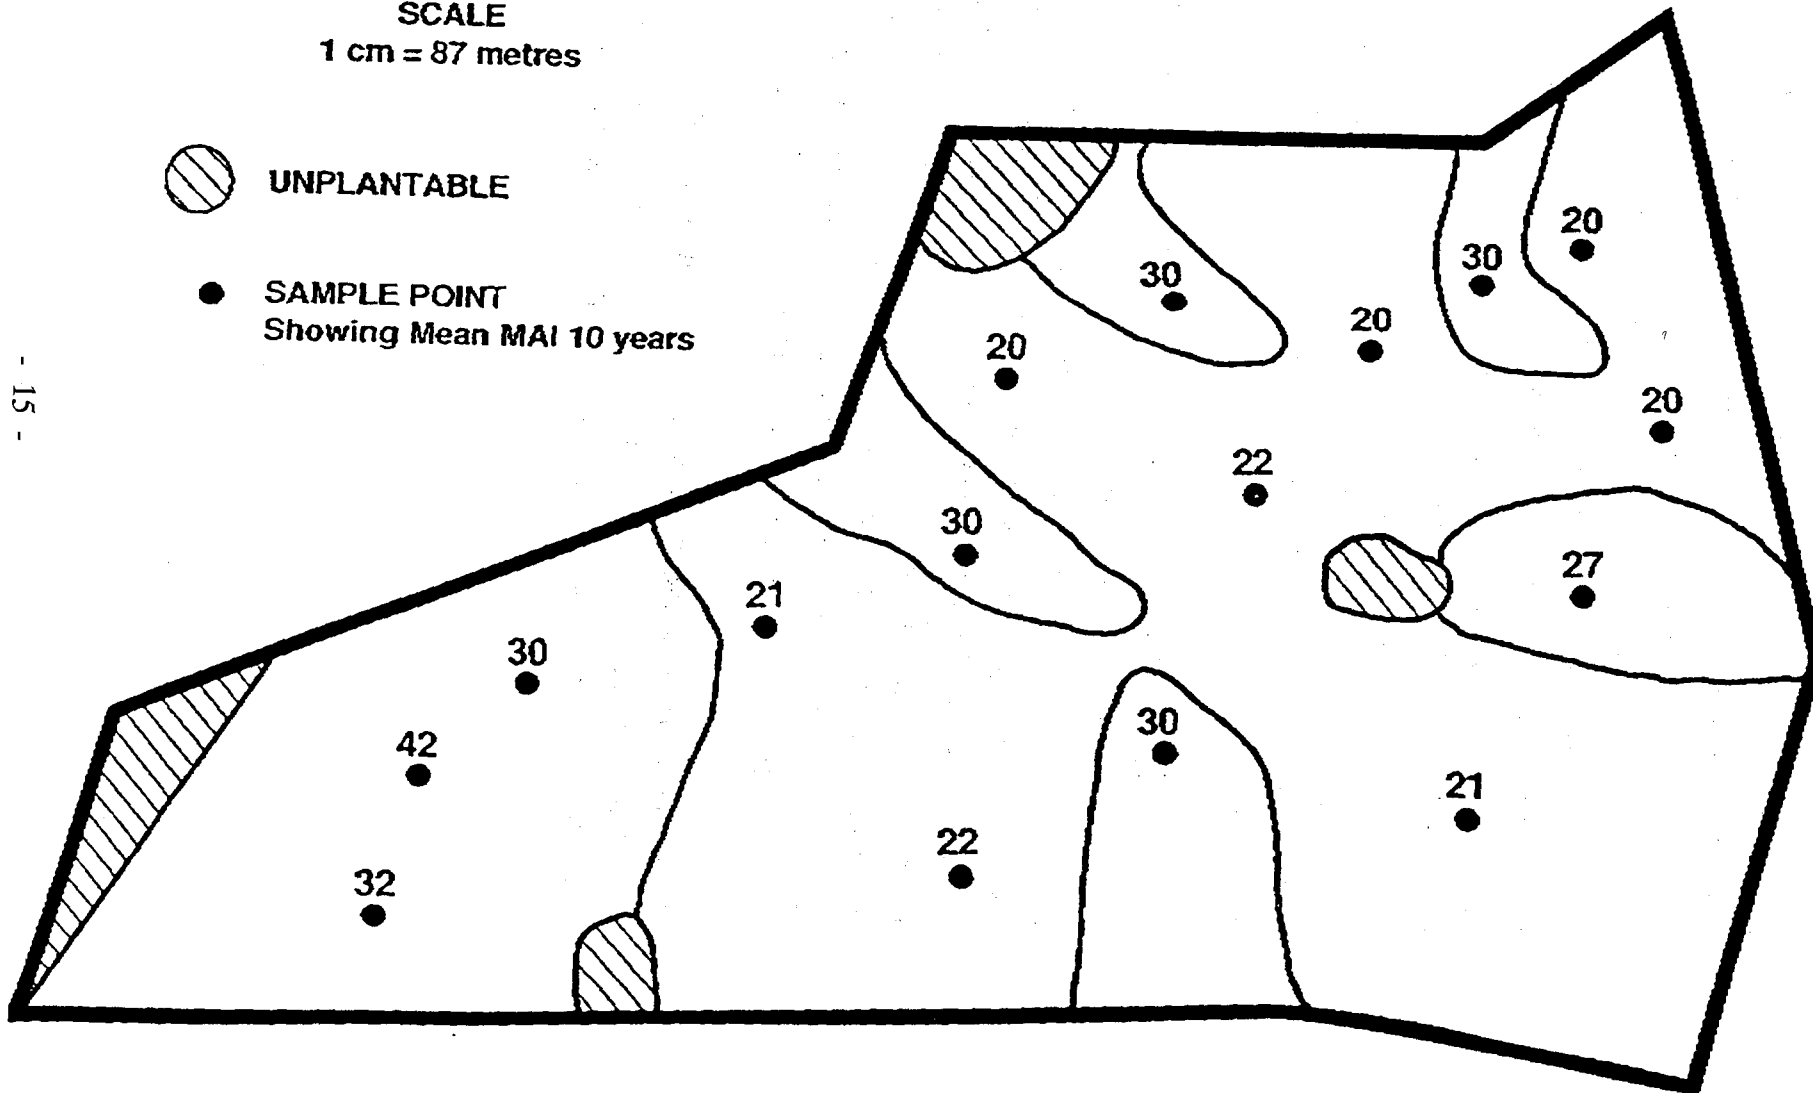 SCALE
1 cm = 87 metres
UNPLANTABLE
SAMPLE POINT
Showing Mean MAI 10 years
- 15 -
20
30
30
20
20
20
22
30
27
21
30
42
30
21
32
22